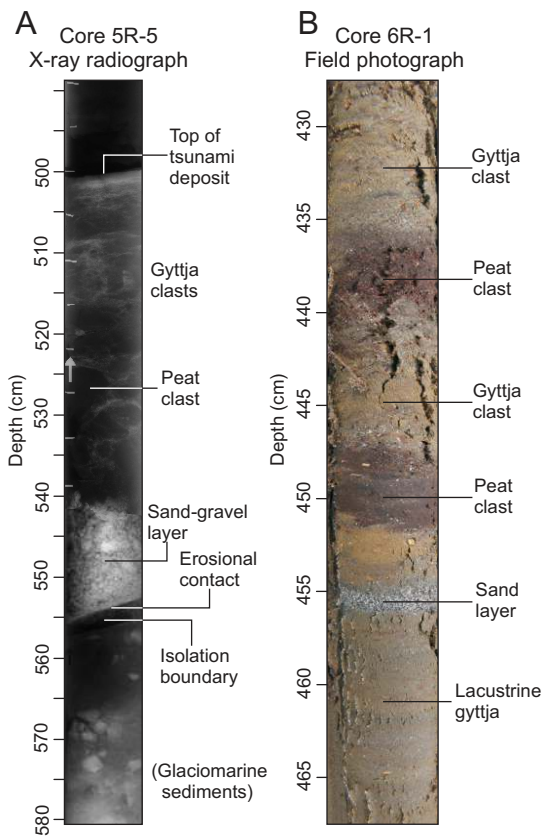 A
Core 5R-5
X-ray radiograph
Top of
tsunami
deposit
Gyttja
clasts
Peat
clast
Sand-gravel
layer
Erosional
contact
Isolation
boundary
(Glaciomarine
sediments)
Depth (cm)
500
510
520
530
540
550
560
570
580
B
Core 6R-1
Field photograph
Gyttja
clast
Peat
clast
Gyttja
clast
Peat
clast
Sand
layer
Lacustrine
gyttja
Depth (cm)
430
435
440
445
450
455
460
465